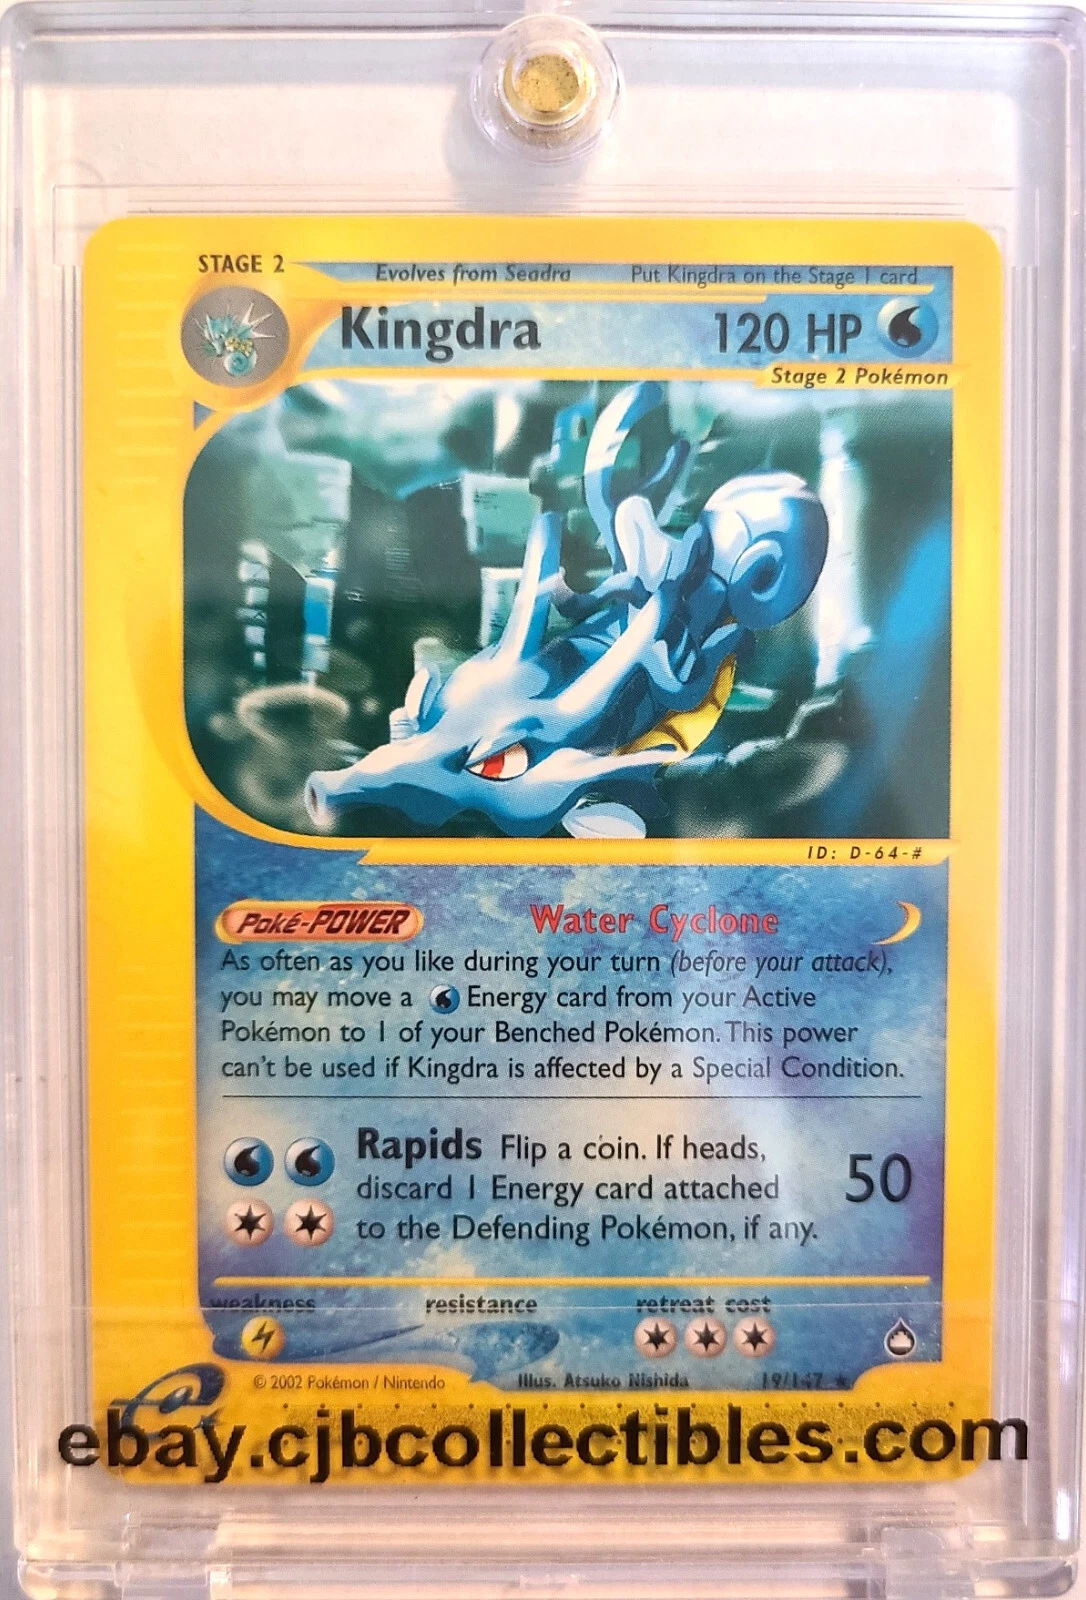 STAGE 2
Evolves from Seadra Put Kingdra on the Stage 1 card
Kingdra 120 HP
Stage 2 Pokémon
ID: D-64-#
Poké-POWER Water Cyclone
As often as you like during your turn (before your attack),
you may move a Energy card from your Active
Pokémon to 1 of your Benched Pokémon. This power
can't be used if Kingdra is affected by a Special Condition.
Rapids Flip a coin. If heads,
discard 1 Energy card attached
to the Defending Pokémon, if any.
50
weakness resistance retreat cost
© 2002 Pokémon / Nintendo Illus. Atsuko Nishida 19/147 ★
ebay.cjbcollectibles.com